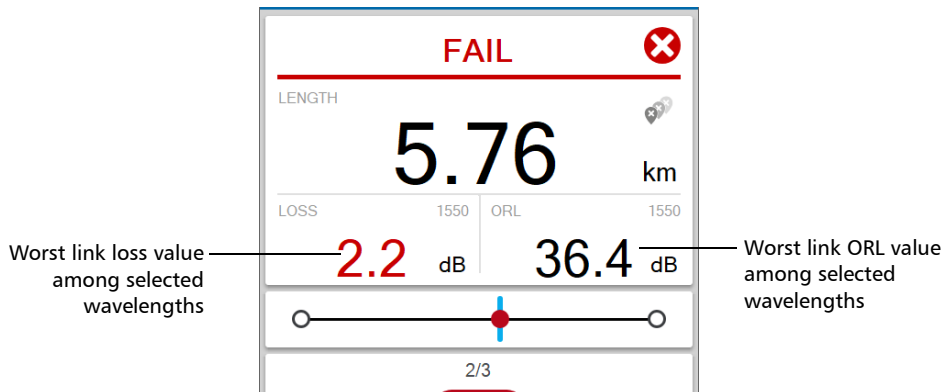 FAIL
LENGTH
5.76 km
LOSS 1550 ORL 1550
2.2 dB 36.4 dB
Worst link loss value
among selected
wavelengths
Worst link ORL value
among selected
wavelengths
2/3